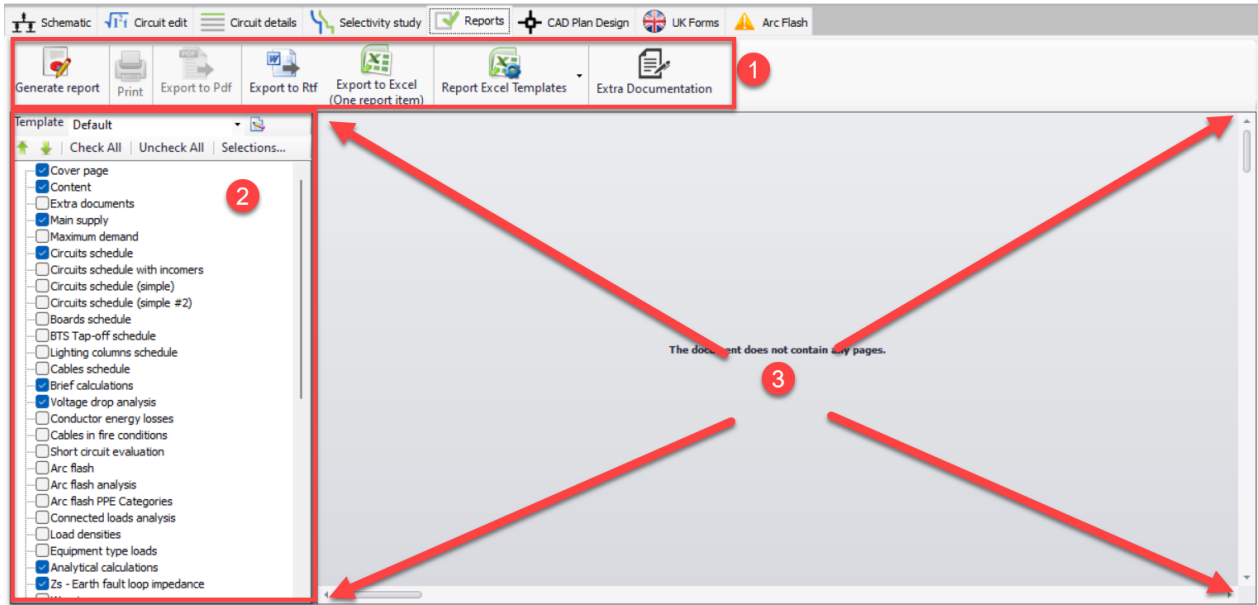 Schematic Circuit edit Circuit details Selectivity study Reports CAD Plan Design UK Forms Arc Flash
Generate report Print Export to Pdf Export to Rtf Export to Excel (One report item) Report Excel Templates Extra Documentation
1
Template Default
Check All Uncheck All Selections...
2
Cover page
Content
Extra documents
Main supply
Maximum demand
Circuits schedule
Circuits schedule with incomers
Circuits schedule (simple)
Circuits schedule (simple #2)
Boards schedule
BTS Tap-off schedule
Lighting columns schedule
Cables schedule
Brief calculations
Voltage drop analysis
Conductor energy losses
Cables in fire conditions
Short circuit evaluation
Arc flash
Arc flash analysis
Arc flash PPE Categories
Connected loads analysis
Load densities
Equipment type loads
Analytical calculations
Zs - Earth fault loop impedance
The document does not contain any pages.
3